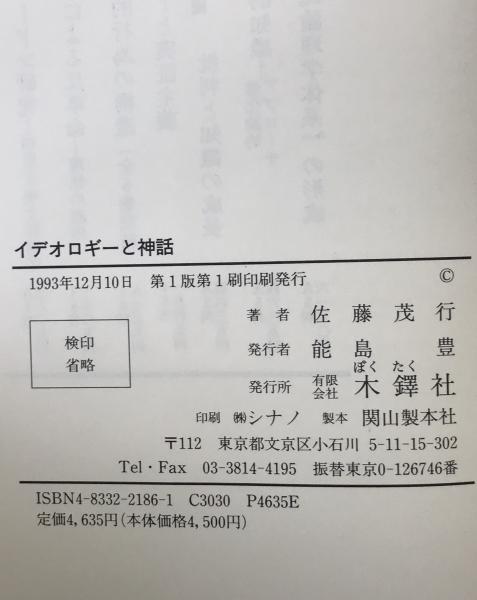 イデオロギーと神話
1993年12月10日 第1版第1刷印刷発行 ©
検印
省略
著者 佐藤茂行
発行者 能島豊
ぼく たく
発行所 有限会社 木鐸社
印刷 ㈱シナノ 製本 関山製本社
〒112 東京都文京区小石川 5-11-15-302
Tel・Fax 03-3814-4195 振替東京0-126746番
ISBN4-8332-2186-1 C3030 P4635E
定価4,635円(本体価格4,500円)